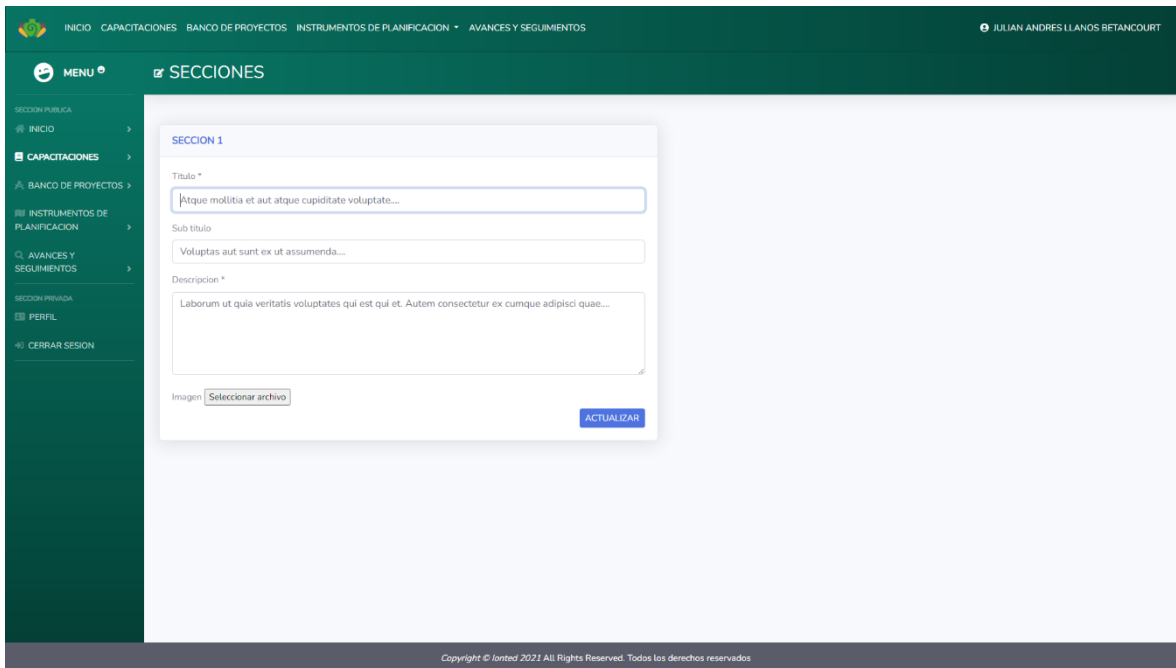 INICIO CAPACITACIONES BANCO DE PROYECTOS INSTRUMENTOS DE PLANIFICACION AVANCES Y SEGUIMIENTOS JULIAN ANDRES LLANOS BETANCOURT
MENU
SECCIONES
SECCION PUBLICA
INICIO
CAPACITACIONES
BANCO DE PROYECTOS
INSTRUMENTOS DE
PLANIFICACION
AVANCES Y
SEGUIMIENTOS
SECCION PRIVADA
PERFIL
CERRAR SESION
SECCION 1
Titulo *
Atque mollitia et aut atque cupiditate voluptate....
Sub titulo
Voluptas aut sunt ex ut assumenda....
Descripcion *
Laborum ut quia veritatis voluptates qui est qui et. Autem consectetur ex cumque adipisci quae....
Imagen Seleccionar archivo
ACTUALIZAR
Copyright © Ionted 2021 All Rights Reserved. Todos los derechos reservados